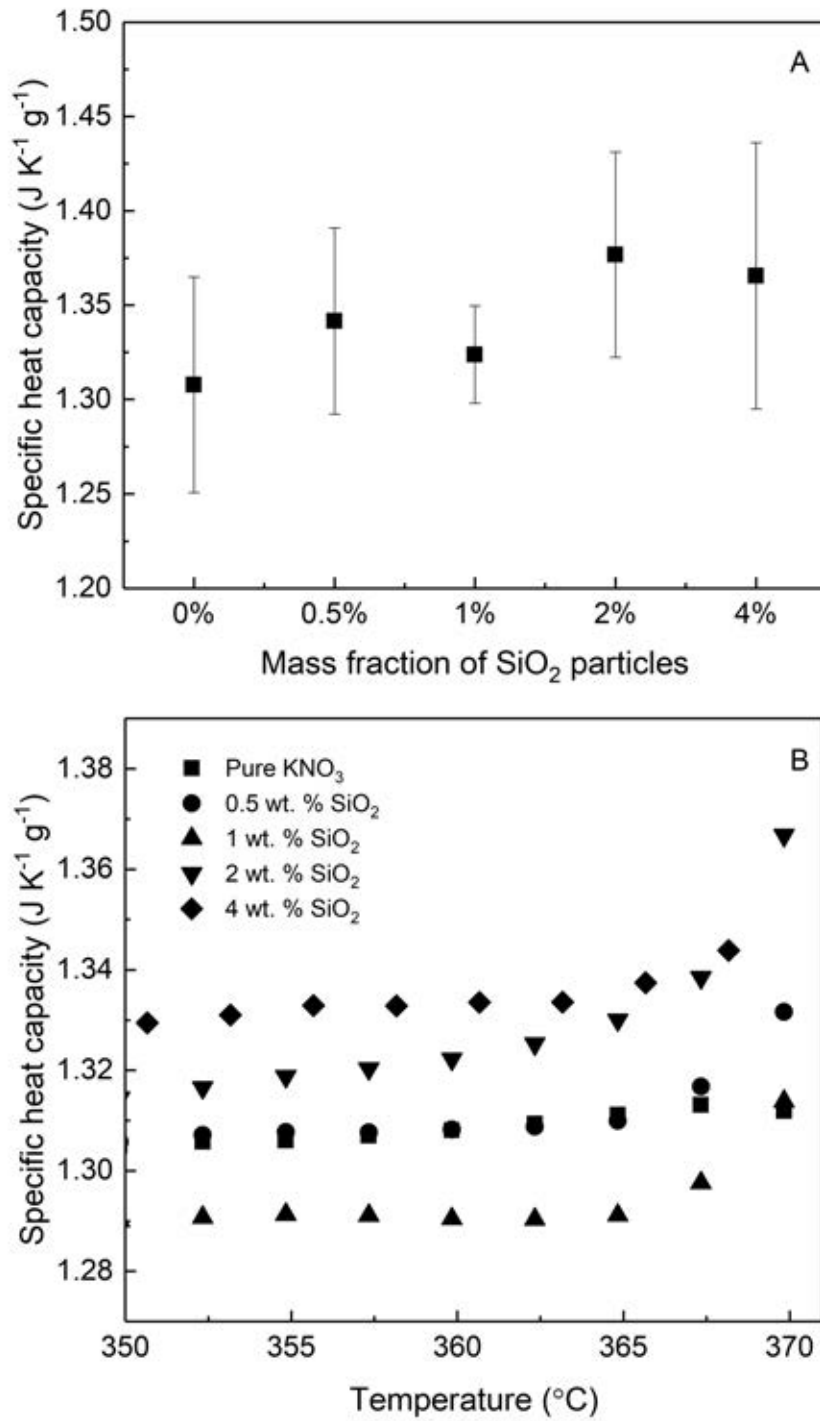 A
Specific heat capacity (J K⁻¹ g⁻¹)
1.50
1.45
1.40
1.35
1.30
1.25
1.20
0% 0.5% 1% 2% 4%
Mass fraction of SiO₂ particles
B
Specific heat capacity (J K⁻¹ g⁻¹)
1.38
1.36
1.34
1.32
1.30
1.28
Pure KNO₃
0.5 wt. % SiO₂
1 wt. % SiO₂
2 wt. % SiO₂
4 wt. % SiO₂
350 355 360 365 370
Temperature (°C)